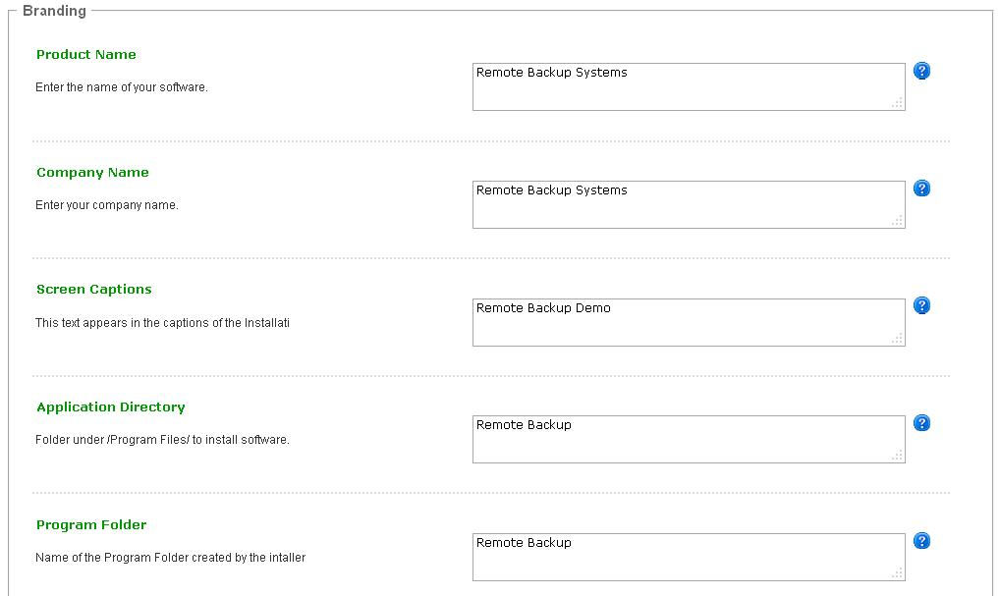 Branding
Product Name
Remote Backup Systems
Enter the name of your software.
Company Name
Remote Backup Systems
Enter your company name.
Screen Captions
Remote Backup Demo
This text appears in the captions of the Installati
Application Directory
Remote Backup
Folder under /Program Files/ to install software.
Program Folder
Remote Backup
Name of the Program Folder created by the intaller